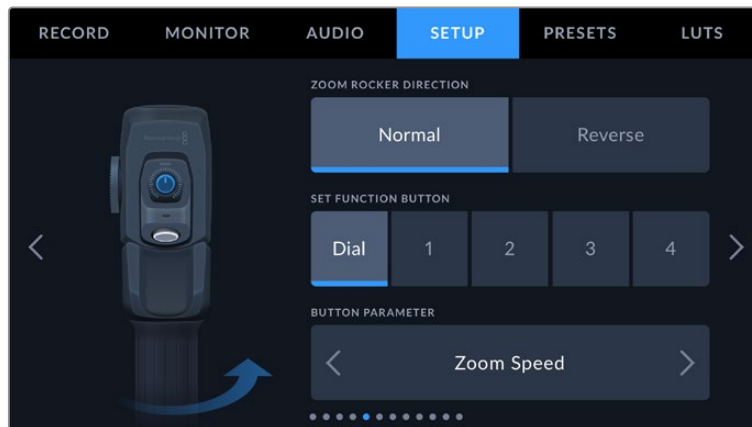 RECORD MONITOR AUDIO SETUP PRESETS LUTS
ZOOM ROCKER DIRECTION
Normal Reverse
SET FUNCTION BUTTON
Dial 1 2 3 4
BUTTON PARAMETER
Zoom Speed